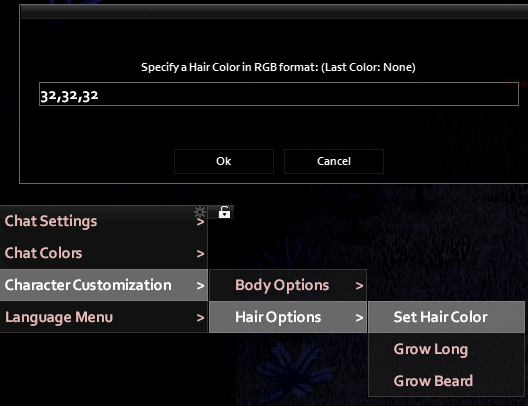 Specify a Hair Color in RGB format: (Last Color: None)
32,32,32
Ok Cancel
Chat Settings >
Chat Colors >
Character Customization > Body Options >
Language Menu > Hair Options > Set Hair Color
Grow Long
Grow Beard